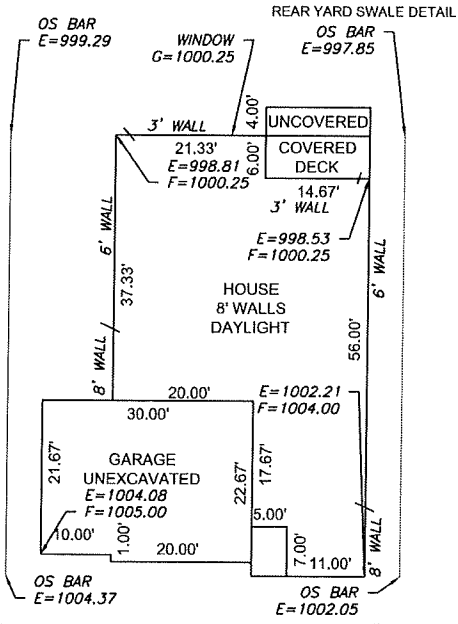 REAR YARD SWALE DETAIL
OS BAR
E=999.29
WINDOW
G=1000.25
OS BAR
E=997.85
3' WALL
4.00'
UNCOVERED
21.33'
6.00'
COVERED
DECK
E=998.81
F=1000.25
14.67'
3' WALL
6' WALL
E=998.53
F=1000.25
6' WALL
37.33'
HOUSE
8' WALLS
DAYLIGHT
56.00'
8' WALL
20.00'
E=1002.21
F=1004.00
30.00'
21.67'
GARAGE
UNEXCAVATED
22.67'
17.67'
E=1004.08
F=1005.00
5.00'
10.00'
1.00'
20.00'
7.00'
11.00'
8' WALL
OS BAR
E=1004.37
OS BAR
E=1002.05